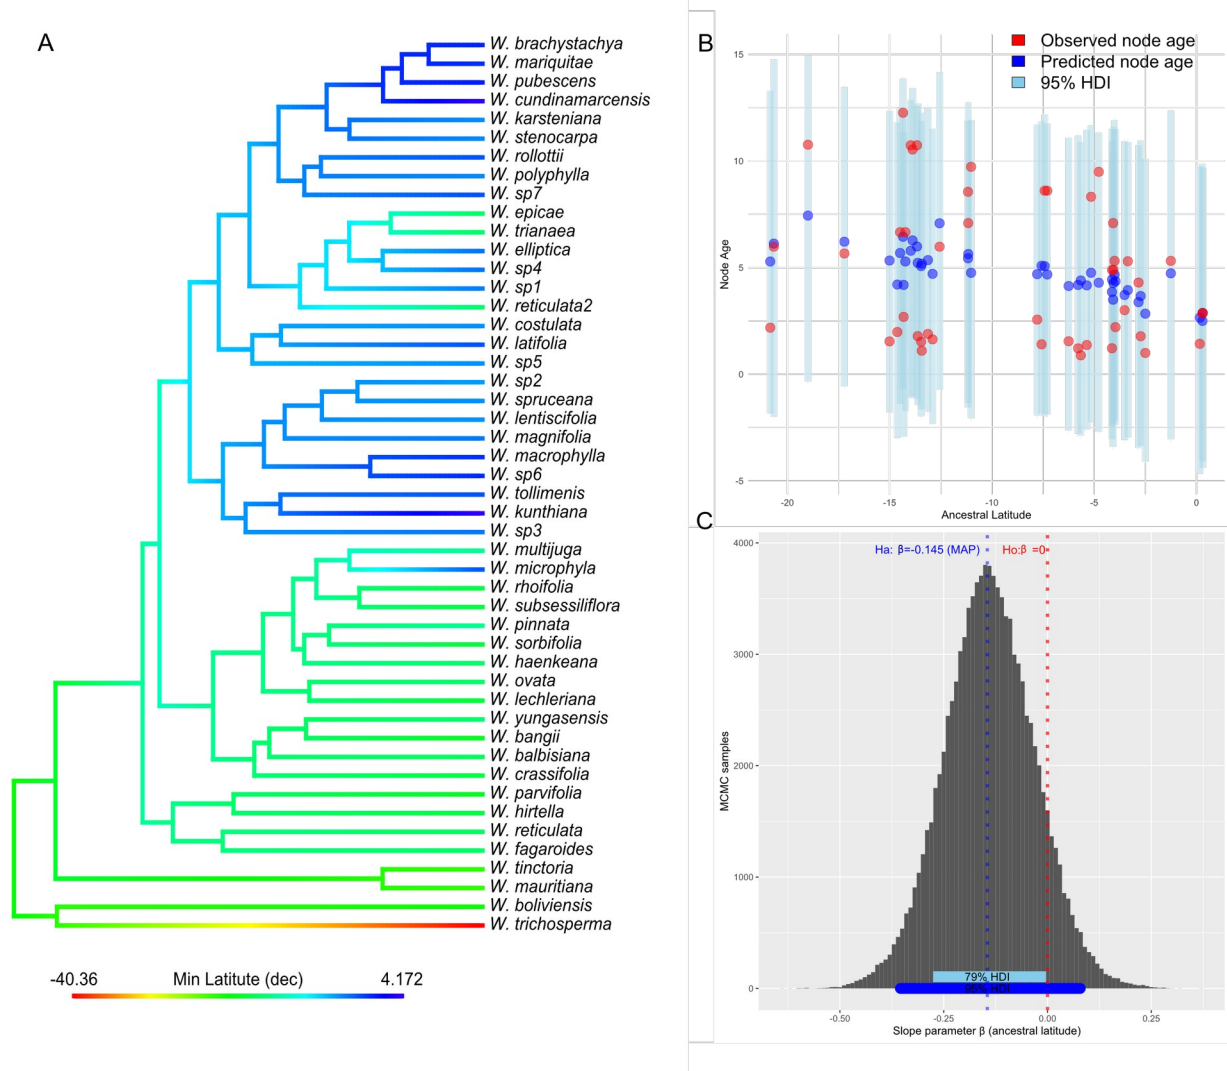 A
W. brachystachya
W. mariquitae
W. pubescens
W. cundinamarcensis
W. karsteniana
W. stenocarpa
W. rollottii
W. polyphylla
W. sp7
W. epicae
W. trianaea
W. elliptica
W. sp4
W. sp1
W. reticulata2
W. costulata
W. latifolia
W. sp5
W. sp2
W. spruceana
W. lentiscifolia
W. magnifolia
W. macrophylla
W. sp6
W. tollimenis
W. kunthiana
W. sp3
W. multijuga
W. microphyla
W. rhoifolia
W. subsessiliflora
W. pinnata
W. sorbifolia
W. haenkeana
W. ovata
W. lechleriana
W. yungasensis
W. bangii
W. balbisiana
W. crassifolia
W. parvifolia
W. hirtella
W. reticulata
W. fagaroides
W. tinctoria
W. mauritiana
W. boliviensis
W. trichosperma
-40.36 Min Latitute (dec) 4.172
B
Observed node age
Predicted node age
95% HDI
15
10
5
0
-5
Node Age
-20 -15 -10 -5 0
Ancestral Latitude
C
Ha: β=-0.145 (MAP) Ho:β =0
4000
3000
2000
1000
0
MCMC samples
79% HDI
95% HDI
-0.50 -0.25 0.00 0.25
Slope parameter β (ancestral latitude)